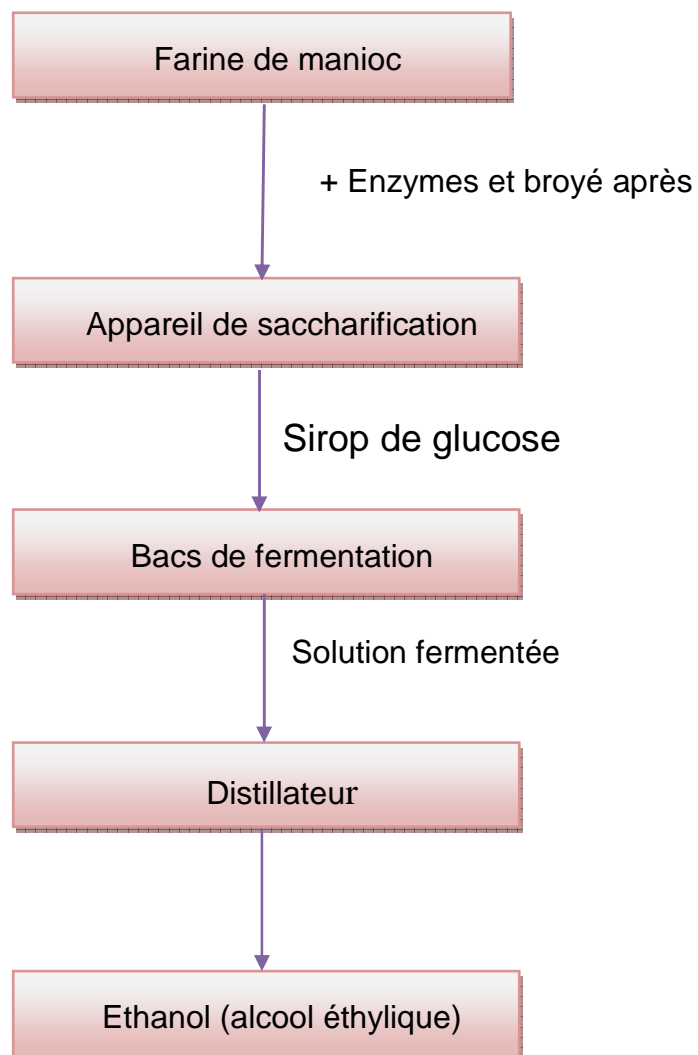 Farine de manioc
+ Enzymes et broyé après
Appareil de saccharification
Sirop de glucose
Bacs de fermentation
Solution fermentée
Distillateur
Ethanol (alcool éthylique)